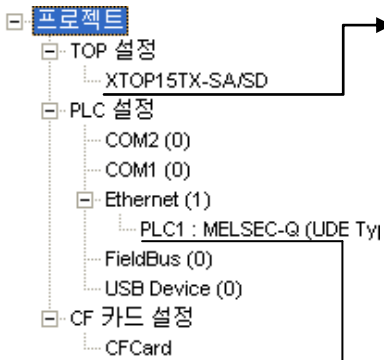 프로젝트
TOP 설정
XTOP15TX-SA/SD
PLC 설정
COM2 (0)
COM1 (0)
Ethernet (1)
PLC1 : MELSEC-Q (UDE Typ
FieldBus (0)
USB Device (0)
CF 카드 설정
CFCard